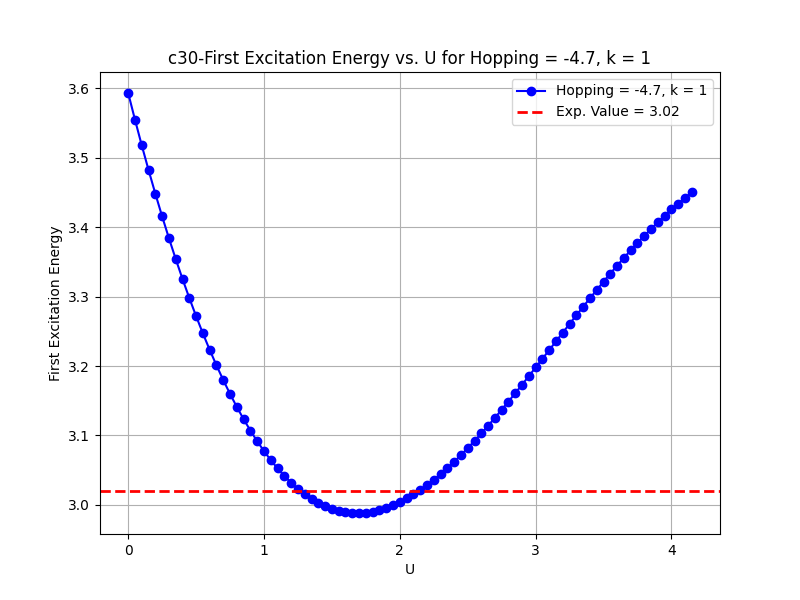 c30-First Excitation Energy vs. U for Hopping = -4.7, k = 1
Hopping = -4.7, k = 1
Exp. Value = 3.02
First Excitation Energy
3.6
3.5
3.4
3.3
3.2
3.1
3.0
0 1 2 3 4
U